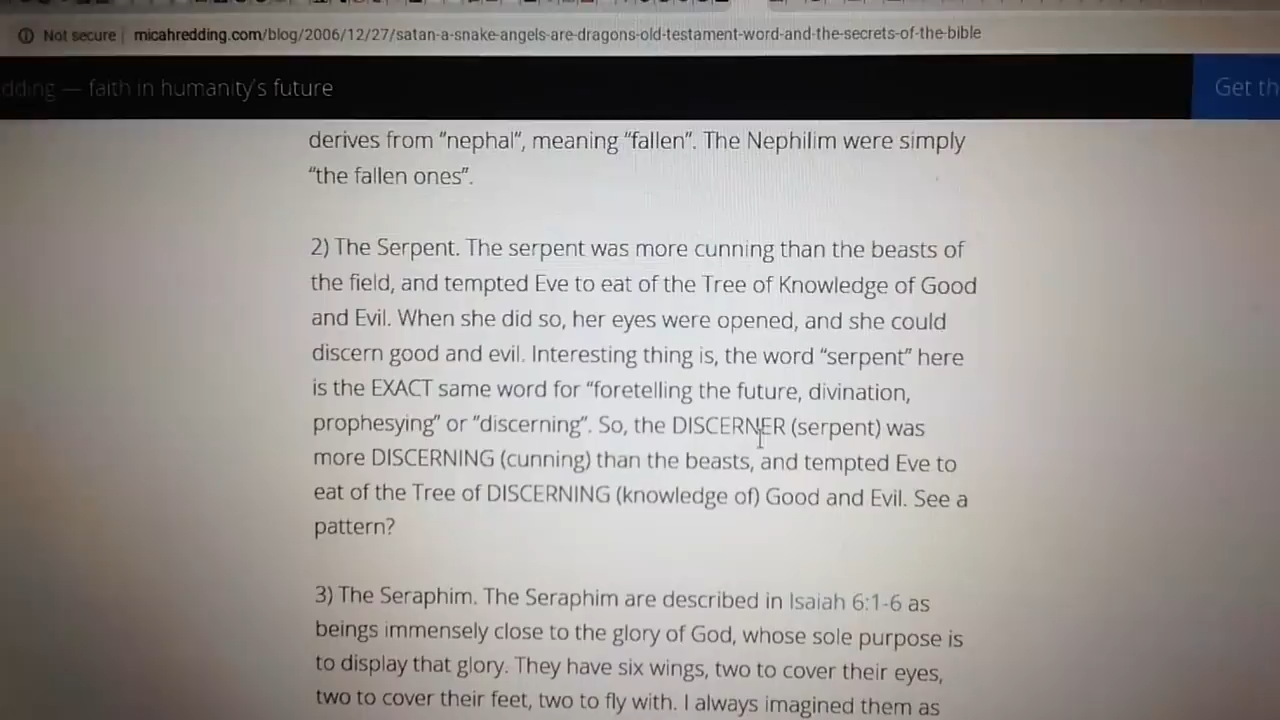 Not secure | micahredding.com/blog/2006/12/27/satan-a-snake-angels-are-dragons-old-testament-word-and-the-secrets-of-the-bible
dding — faith in humanity's future
Get th
derives from "nephal", meaning "fallen". The Nephilim were simply
"the fallen ones".
2) The Serpent. The serpent was more cunning than the beasts of
the field, and tempted Eve to eat of the Tree of Knowledge of Good
and Evil. When she did so, her eyes were opened, and she could
discern good and evil. Interesting thing is, the word "serpent" here
is the EXACT same word for "foretelling the future, divination,
prophesying" or "discerning". So, the DISCERNER (serpent) was
more DISCERNING (cunning) than the beasts, and tempted Eve to
eat of the Tree of DISCERNING (knowledge of) Good and Evil. See a
pattern?
3) The Seraphim. The Seraphim are described in Isaiah 6:1-6 as
beings immensely close to the glory of God, whose sole purpose is
to display that glory. They have six wings, two to cover their eyes,
two to cover their feet, two to fly with. I always imagined them as